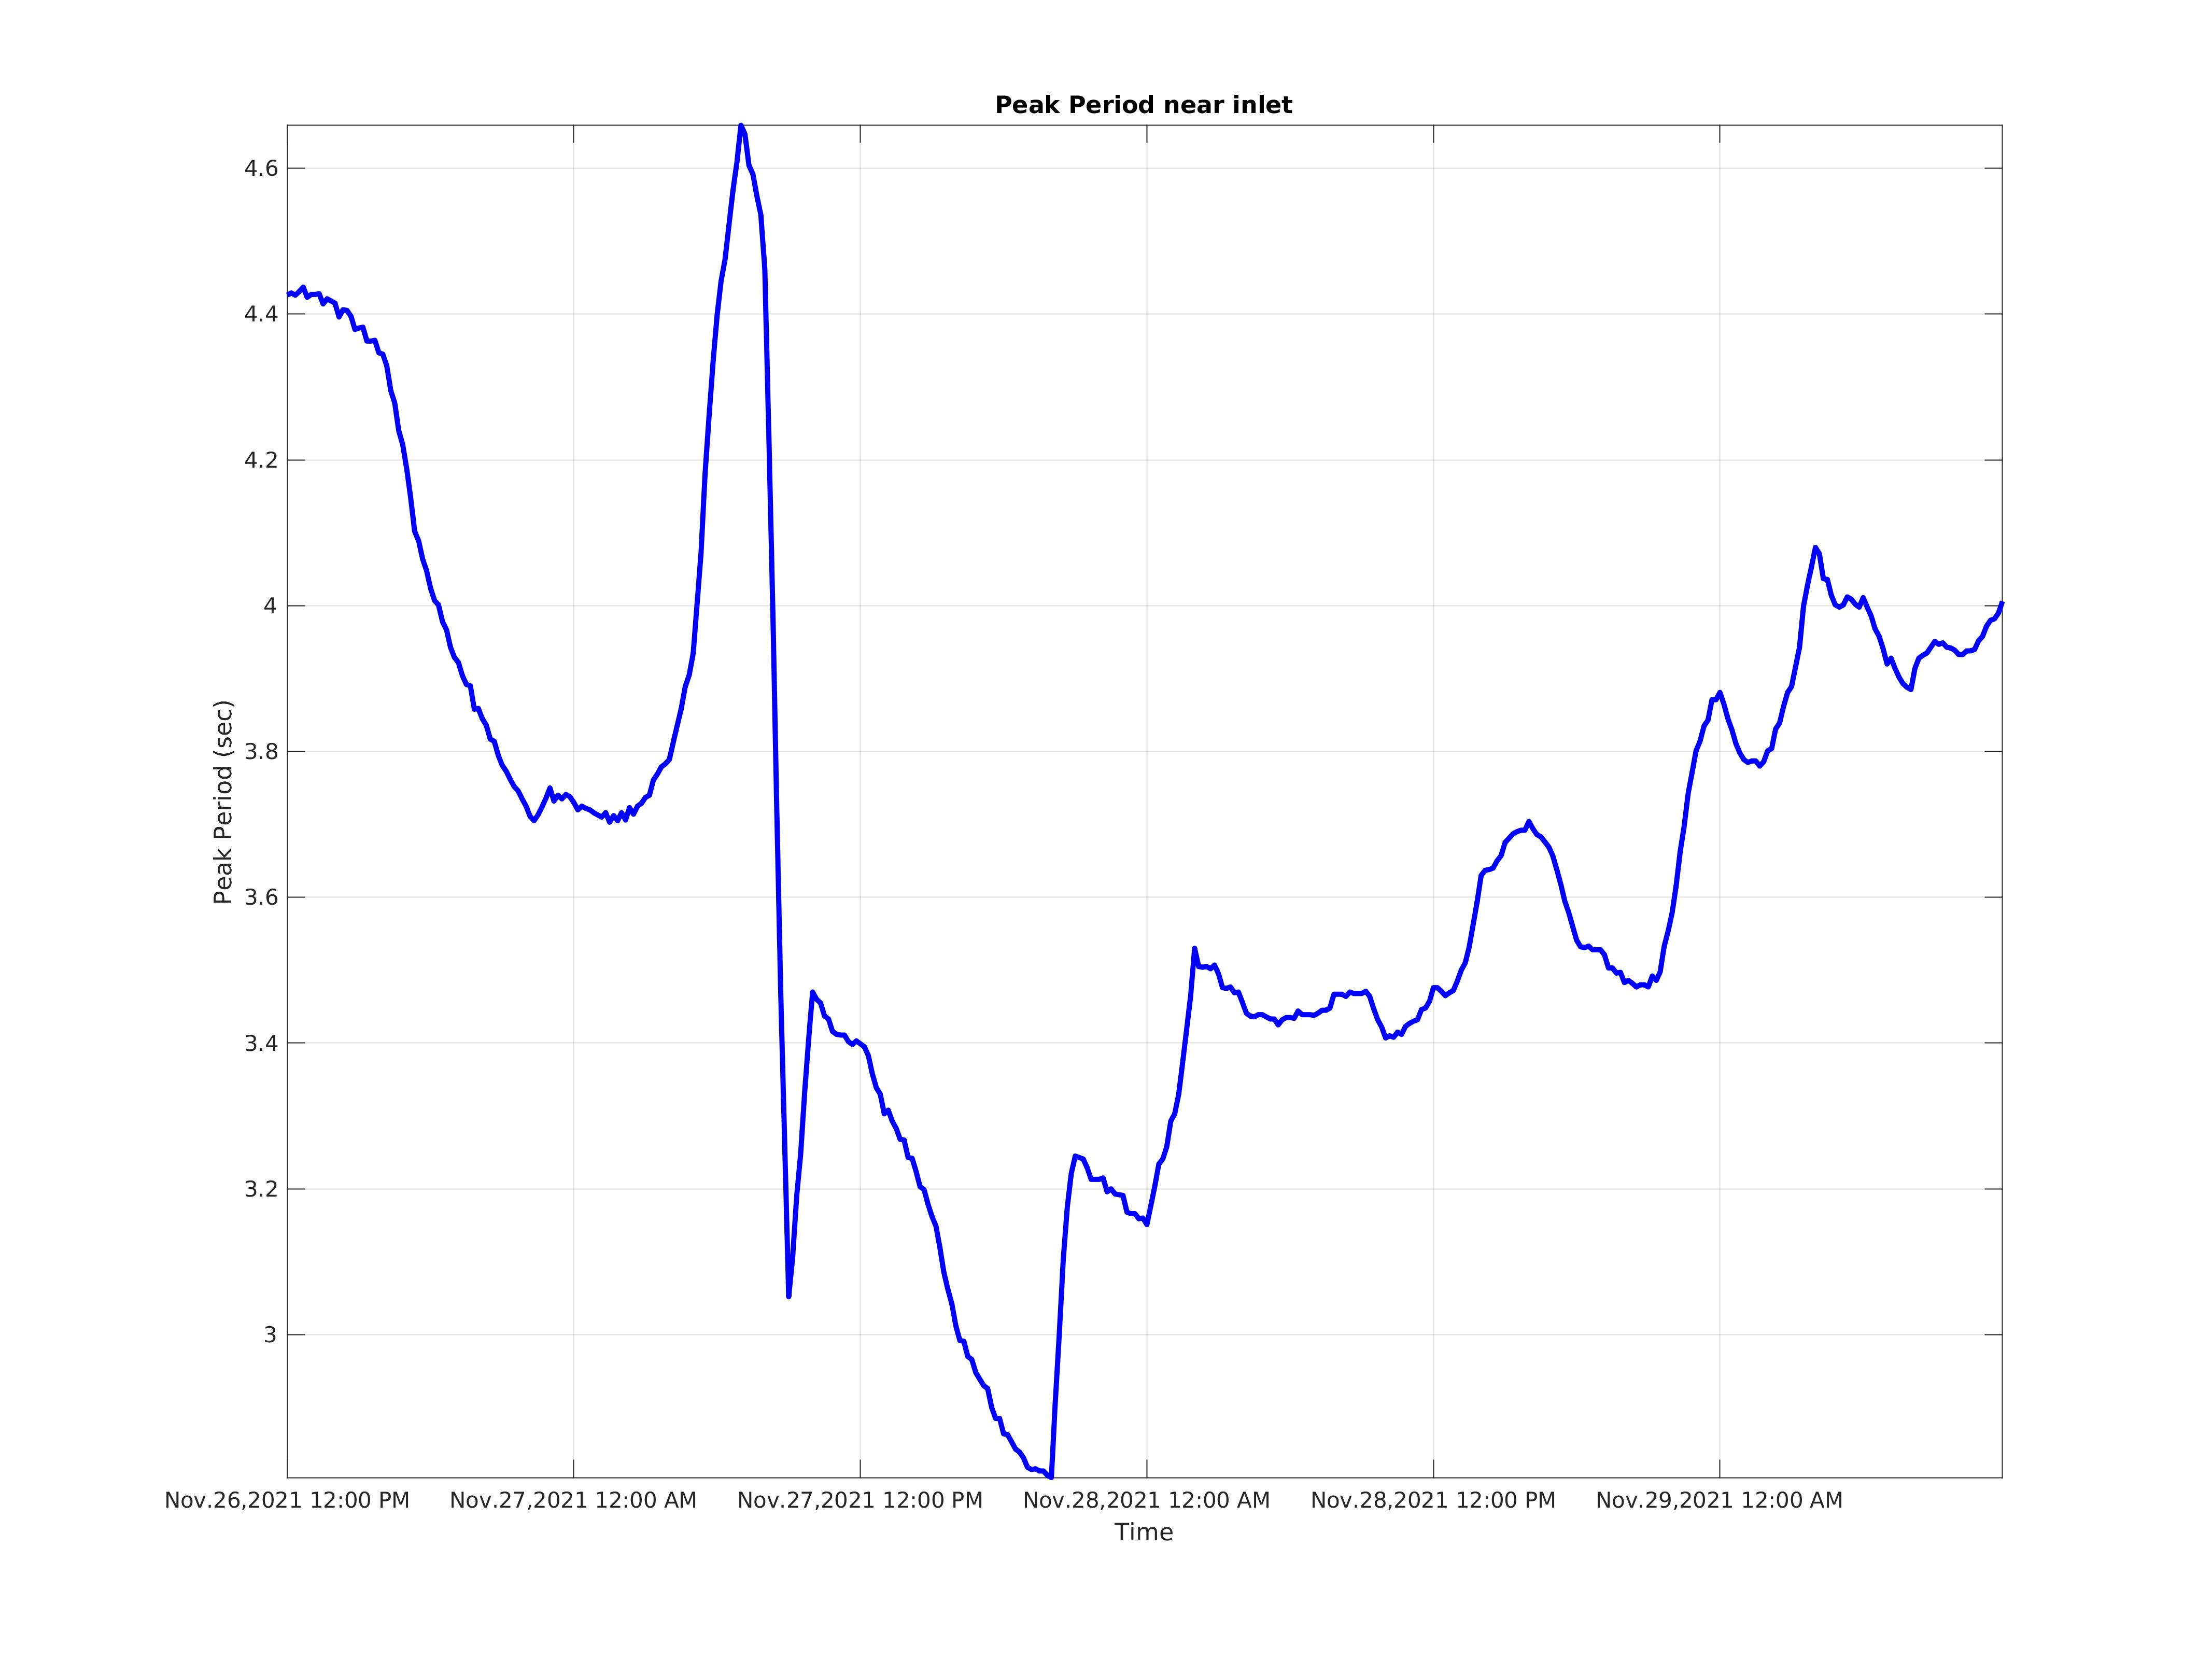 Peak Period near inlet
Peak Period (sec)
4.6
4.4
4.2
4
3.8
3.6
3.4
3.2
3
Nov.26,2021 12:00 PM Nov.27,2021 12:00 AM Nov.27,2021 12:00 PM Nov.28,2021 12:00 AM Nov.28,2021 12:00 PM Nov.29,2021 12:00 AM
Time